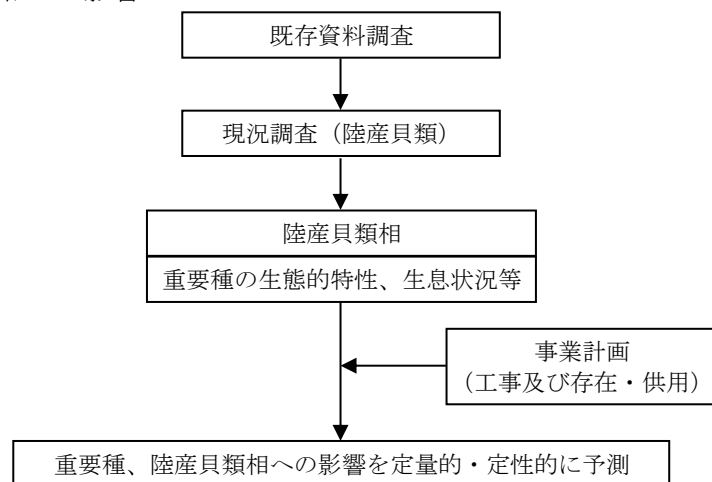 既存資料調査
現況調査（陸産貝類）
陸産貝類相
重要種の生態的特性、生息状況等
事業計画
（工事及び存在・供用）
重要種、陸産貝類相への影響を定量的・定性的に予測